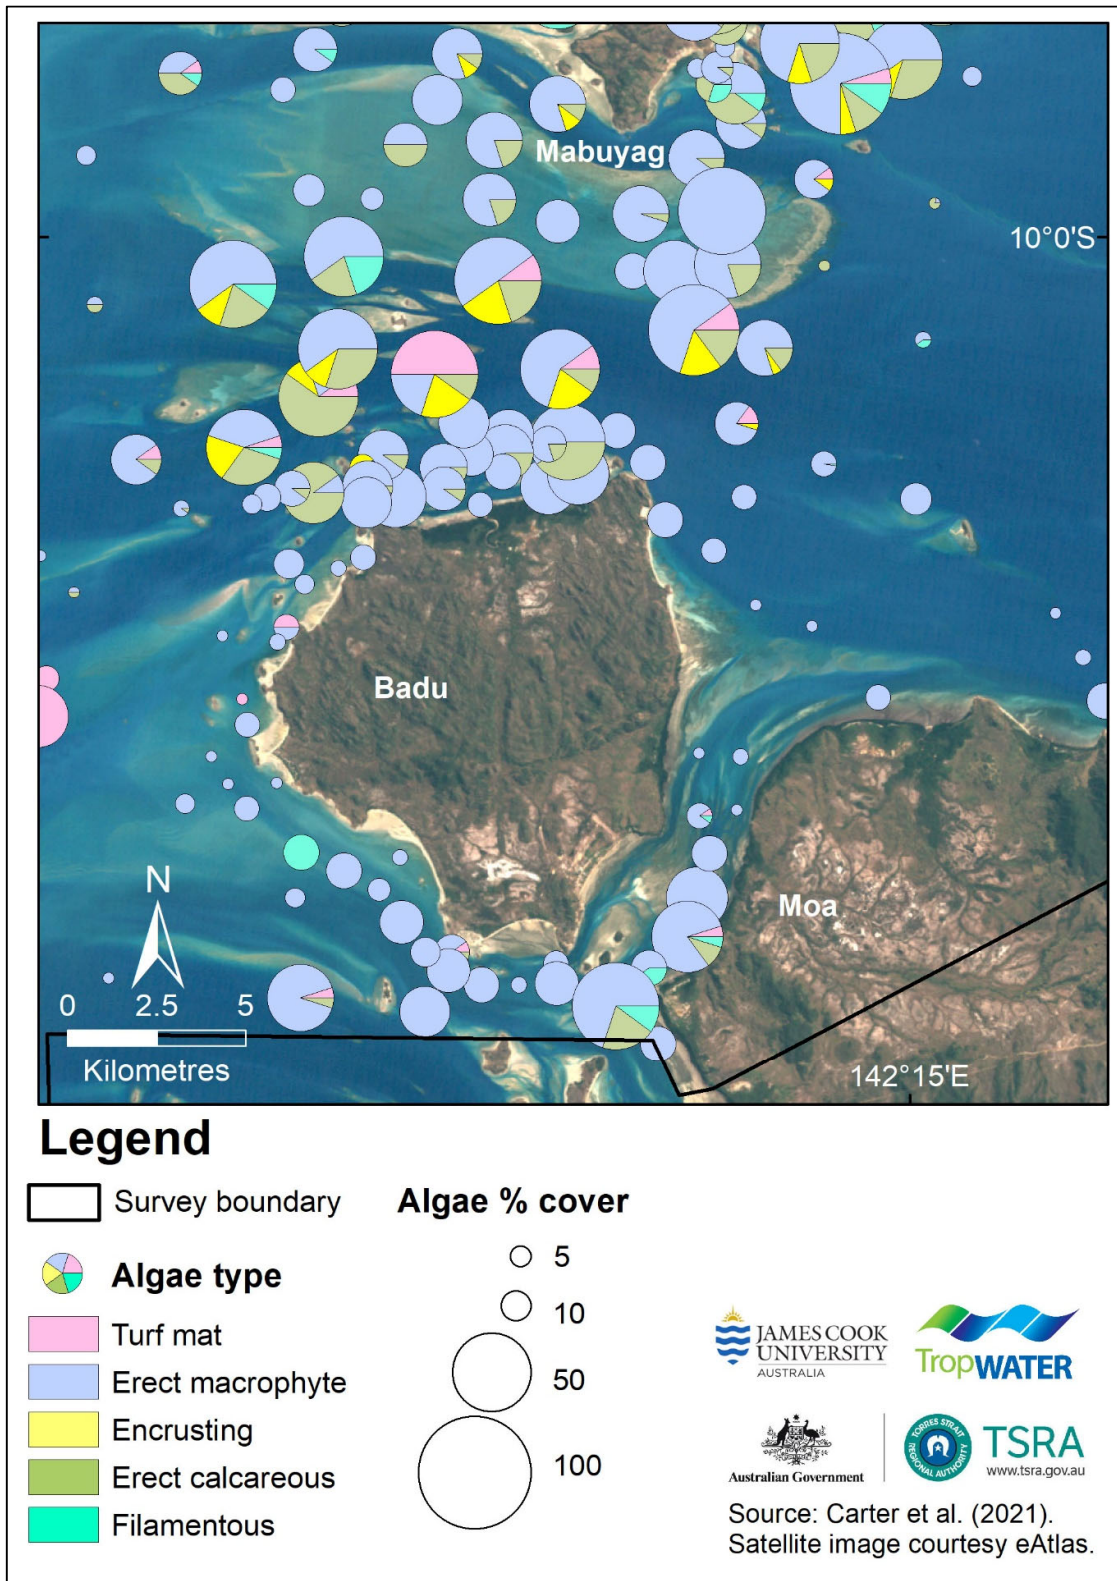 Mabuyag
10°0'S
Badu
Moa
N
0 2.5 5
Kilometres
142°15'E
Legend
Survey boundary
Algae type
Turf mat
Erect macrophyte
Encrusting
Erect calcareous
Filamentous
Algae % cover
5
10
50
100
JAMES COOK
UNIVERSITY
AUSTRALIA
TropWATER
Australian Government
TORRES STRAIT
REGIONAL AUTHORITY
TSRA
www.tsra.gov.au
Source: Carter et al. (2021).
Satellite image courtesy eAtlas.